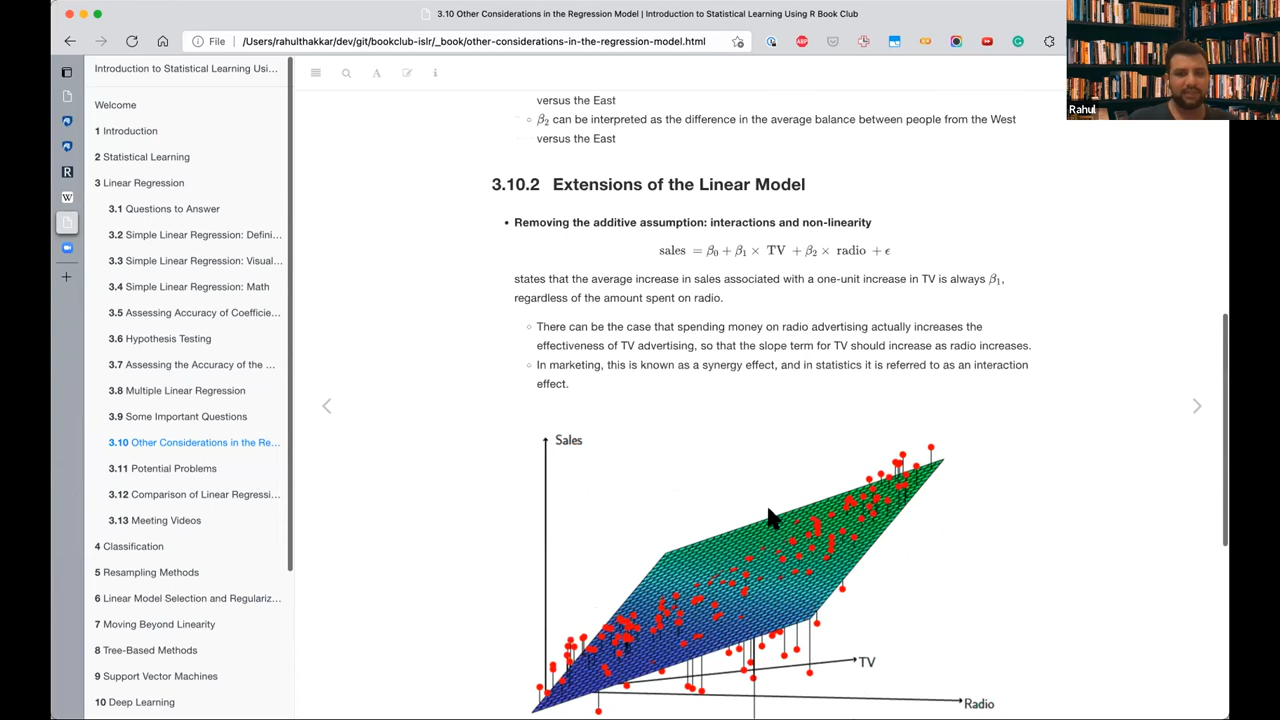 3.10 Other Considerations in the Regression Model | Introduction to Statistical Learning Using R Book Club
File /Users/rahulthakkar/dev/git/bookclub-islr/_book/other-considerations-in-the-regression-model.html
ABP
Rahul
R
W
Introduction to Statistical Learning Usi...
Welcome
1 Introduction
2 Statistical Learning
3 Linear Regression
3.1 Questions to Answer
3.2 Simple Linear Regression: Defini...
3.3 Simple Linear Regression: Visual...
3.4 Simple Linear Regression: Math
3.5 Assessing Accuracy of Coefficie...
3.6 Hypothesis Testing
3.7 Assessing the Accuracy of the ...
3.8 Multiple Linear Regression
3.9 Some Important Questions
3.10 Other Considerations in the Re...
3.11 Potential Problems
3.12 Comparison of Linear Regressi...
3.13 Meeting Videos
4 Classification
5 Resampling Methods
6 Linear Model Selection and Regulariz...
7 Moving Beyond Linearity
8 Tree-Based Methods
9 Support Vector Machines
10 Deep Learning
versus the East
β2 can be interpreted as the difference in the average balance between people from the West
versus the East
3.10.2 Extensions of the Linear Model
• Removing the additive assumption: interactions and non-linearity
sales = β0 + β1 × TV + β2 × radio + ϵ
states that the average increase in sales associated with a one-unit increase in TV is always β1,
regardless of the amount spent on radio.
There can be the case that spending money on radio advertising actually increases the
effectiveness of TV advertising, so that the slope term for TV should increase as radio increases.
In marketing, this is known as a synergy effect, and in statistics it is referred to as an interaction
effect.
Sales
TV
Radio